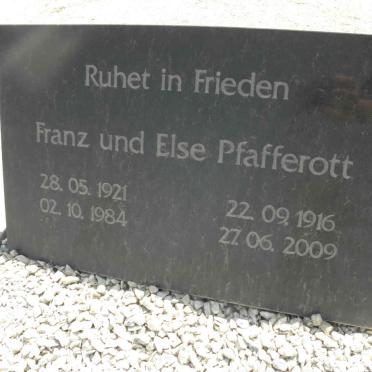 Ruhet in Frieden
Franz und Else Pfafferott
28. 05. 1921 22. 09. 1916
02. 10. 1984 27. 06. 2009